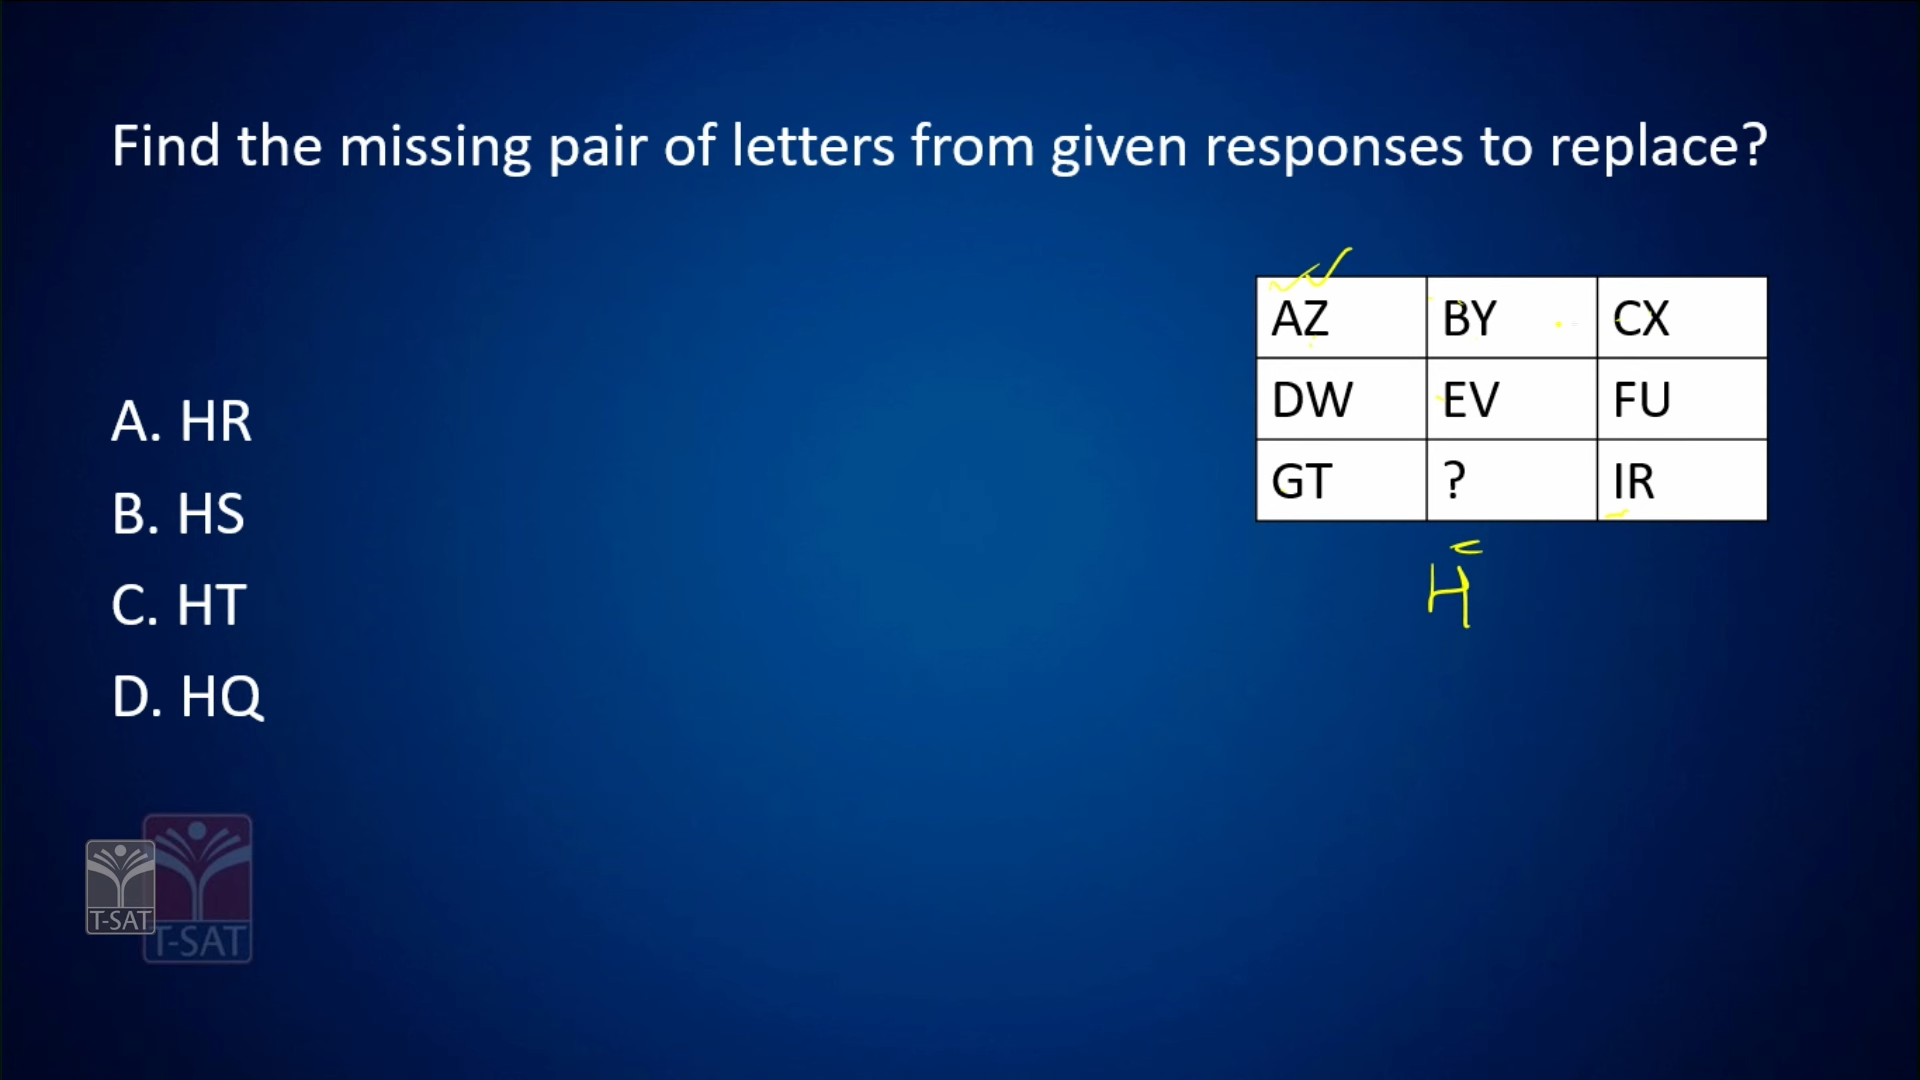 Find the missing pair of letters from given responses to replace?
AZ BY CX
DW EV FU
GT ? IR
H
A. HR
B. HS
C. HT
D. HQ
T-SAT
T-SAT